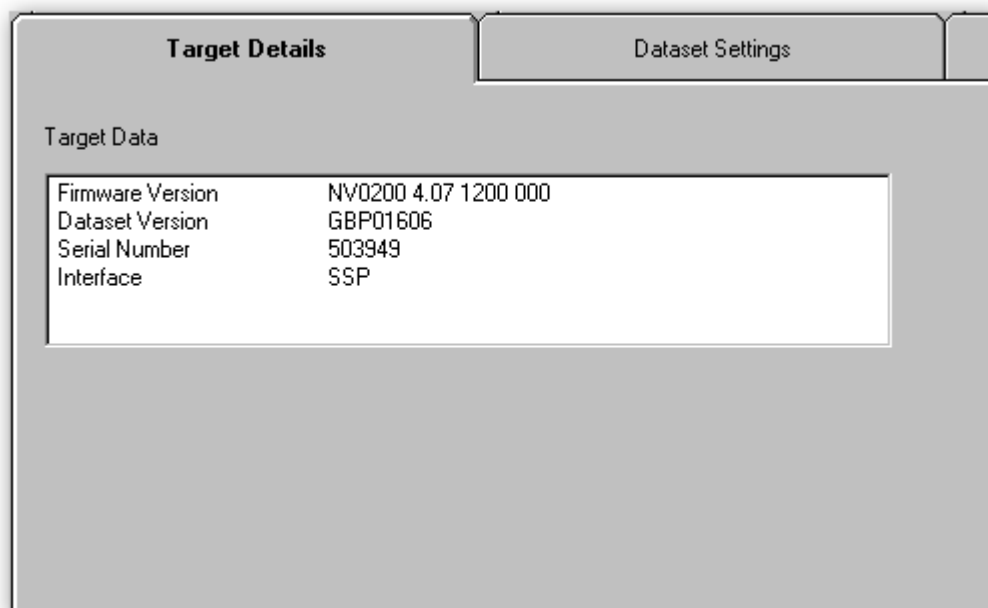 Target Details
Dataset Settings
Target Data
Firmware Version NV0200 4.07 1200 000
Dataset Version GBP01606
Serial Number 503949
Interface SSP